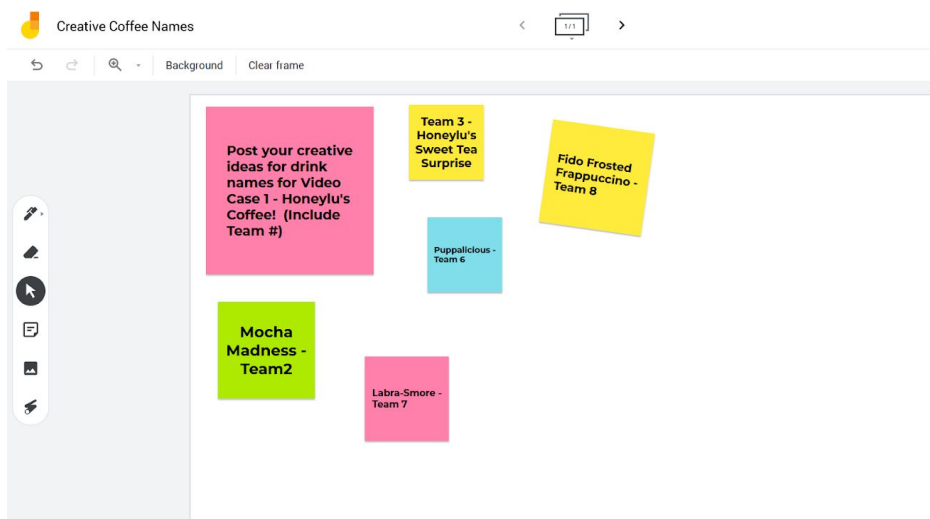 Creative Coffee Names
1/1
Background Clear frame
Post your creative
ideas for drink
names for Video
Case 1 - Honeylu's
Coffee! (Include
Team #)
Team 3 -
Honeylu's
Sweet Tea
Surprise
Fido Frosted
Frappuccino -
Team 8
Puppalicious -
Team 6
Mocha
Madness -
Team2
Labra-Smore -
Team 7